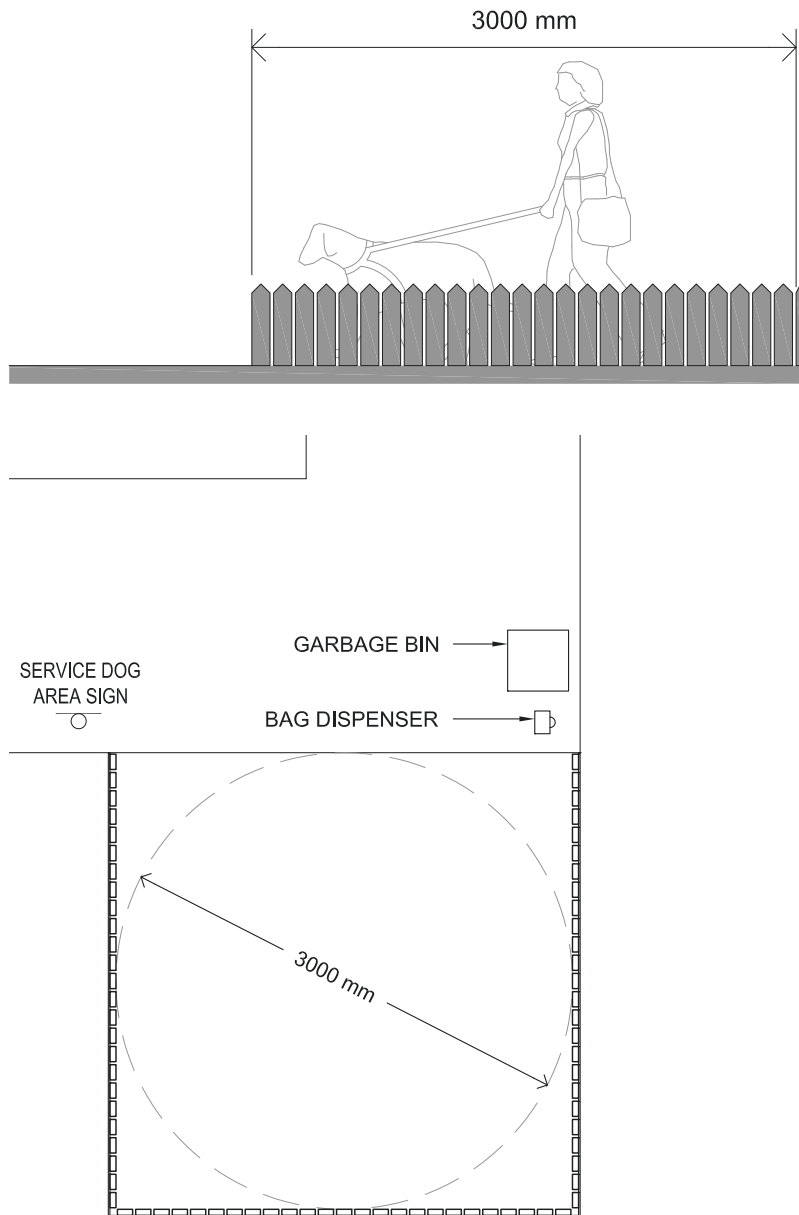 3000 mm
GARBAGE BIN
SERVICE DOG
AREA SIGN
BAG DISPENSER
3000 mm